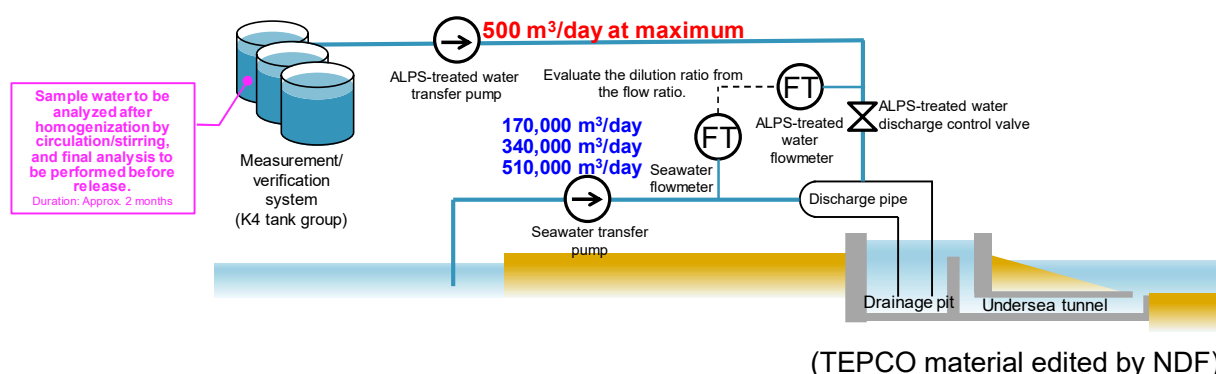 500 m³/day at maximum
ALPS-treated water
transfer pump
Sample water to be
analyzed after
homogenization by
circulation/stirring,
and final analysis to
be performed before
release.
Duration: Approx. 2 months
Measurement/
verification
system
(K4 tank group)
Evaluate the dilution ratio from
the flow ratio.
FT
ALPS-treated
water
flowmeter
ALPS-treated water
discharge control valve
170,000 m³/day
340,000 m³/day
510,000 m³/day
FT
Seawater
flowmeter
Seawater transfer
pump
Discharge pipe
Drainage pit
Undersea tunnel
(TEPCO material edited by NDF)